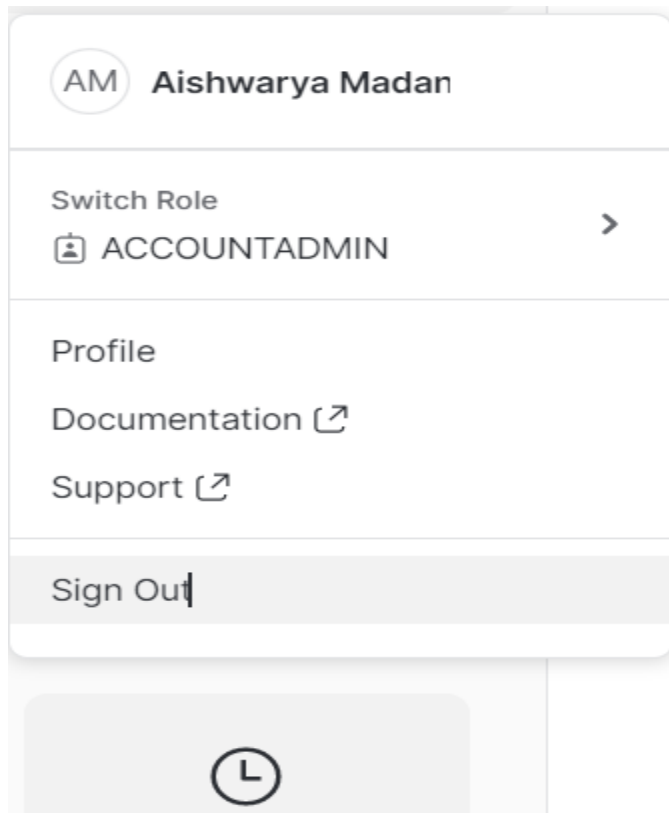 AM Aishwarya Madan
Switch Role
ACCOUNTADMIN
Profile
Documentation
Support
Sign Out